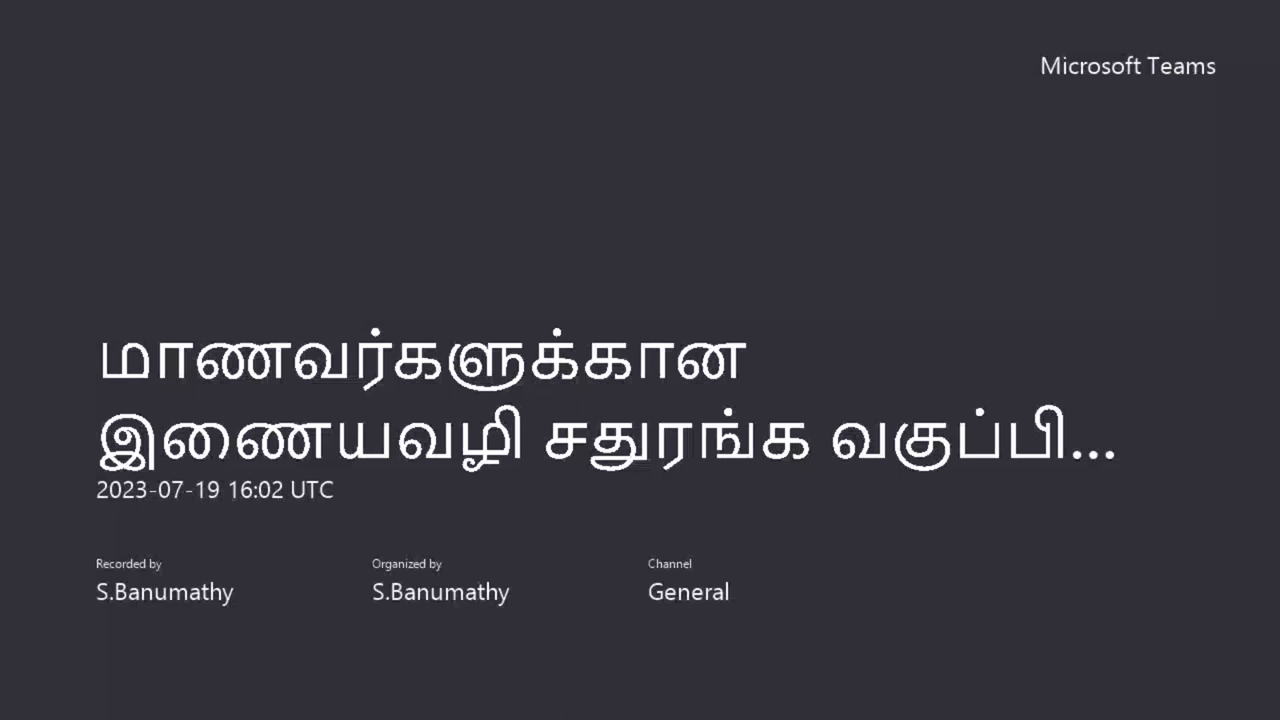 Microsoft Teams
மாணவர்களுக்கான
இணையவழி சதுரங்க வகுப்பி...
2023-07-19 16:02 UTC
Recorded by
S.Banumathy
Organized by
S.Banumathy
Channel
General